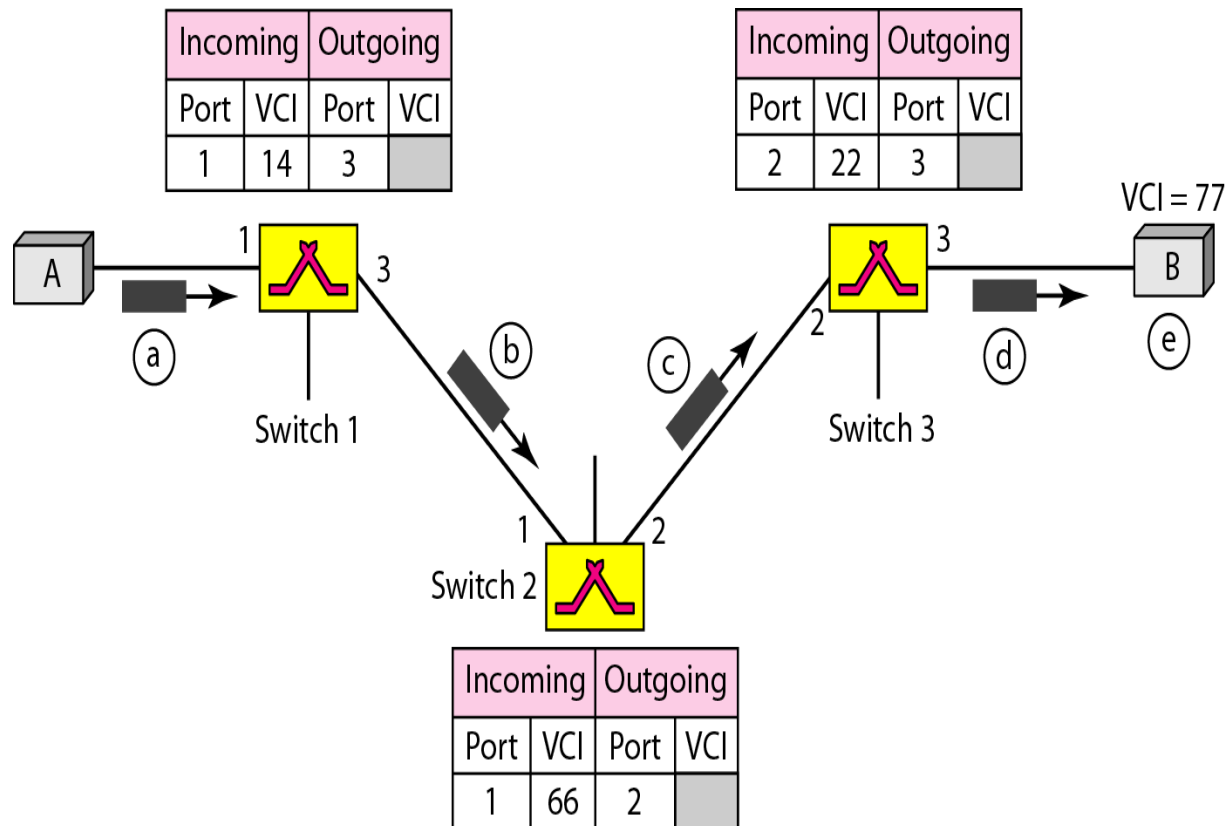 Incoming Outgoing
Port VCI Port VCI
1 14 3
Incoming Outgoing
Port VCI Port VCI
2 22 3
VCI = 77
A
1
3
a
Switch 1
b
c
2
3
Switch 3
d
B
e
1
2
Switch 2
Incoming Outgoing
Port VCI Port VCI
1 66 2